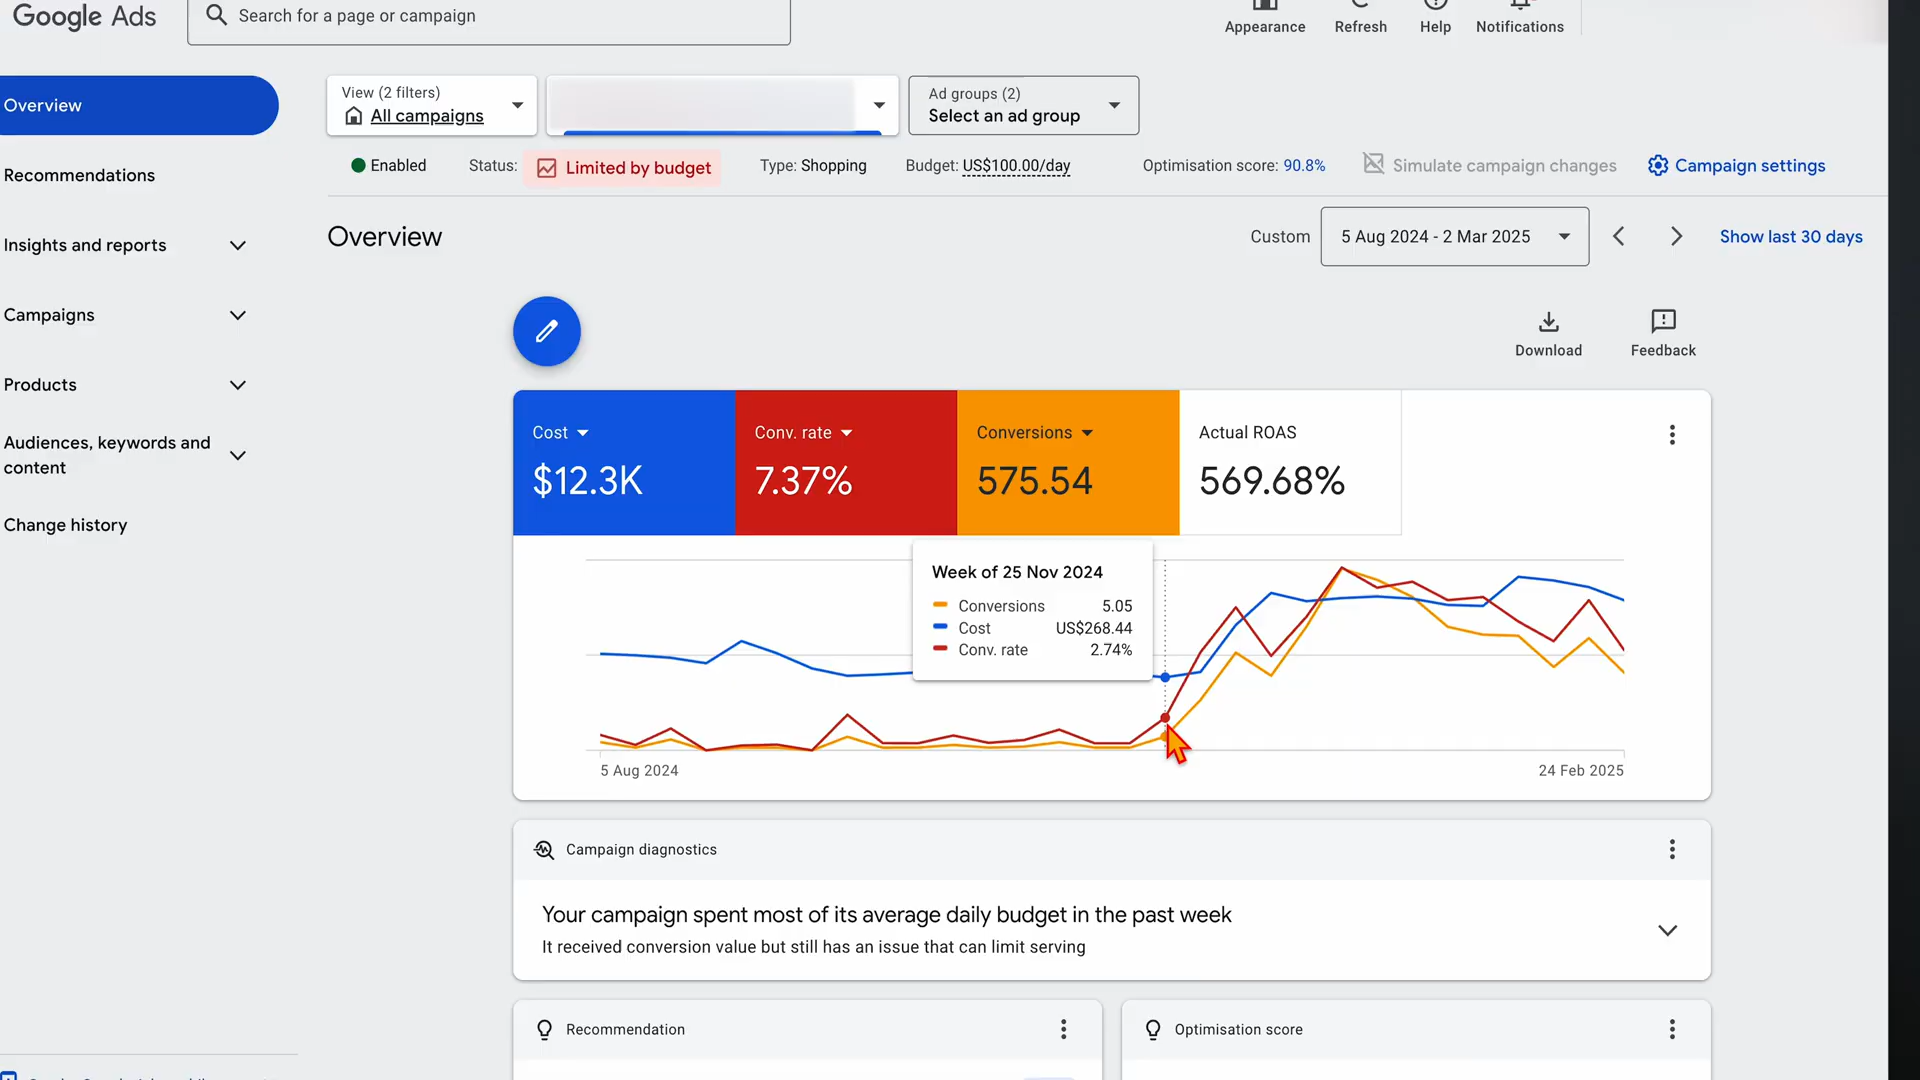 Google Ads
Search for a page or campaign
Appearance
Refresh
Help
Notifications
Overview
Recommendations
Insights and reports
Campaigns
Products
Audiences, keywords and
content
Change history
View (2 filters)
All campaigns
Ad groups (2)
Select an ad group
Enabled
Status:
Limited by budget
Type: Shopping
Budget: US$100.00/day
Optimisation score: 90.8%
Simulate campaign changes
Campaign settings
Overview
Custom
5 Aug 2024 - 2 Mar 2025
Show last 30 days
Download
Feedback
Cost
$12.3K
Conv. rate
7.37%
Conversions
575.54
Actual ROAS
569.68%
Week of 25 Nov 2024
Conversions 5.05
Cost US$268.44
Conv. rate 2.74%
5 Aug 2024
24 Feb 2025
Campaign diagnostics
Your campaign spent most of its average daily budget in the past week
It received conversion value but still has an issue that can limit serving
Recommendation
Optimisation score